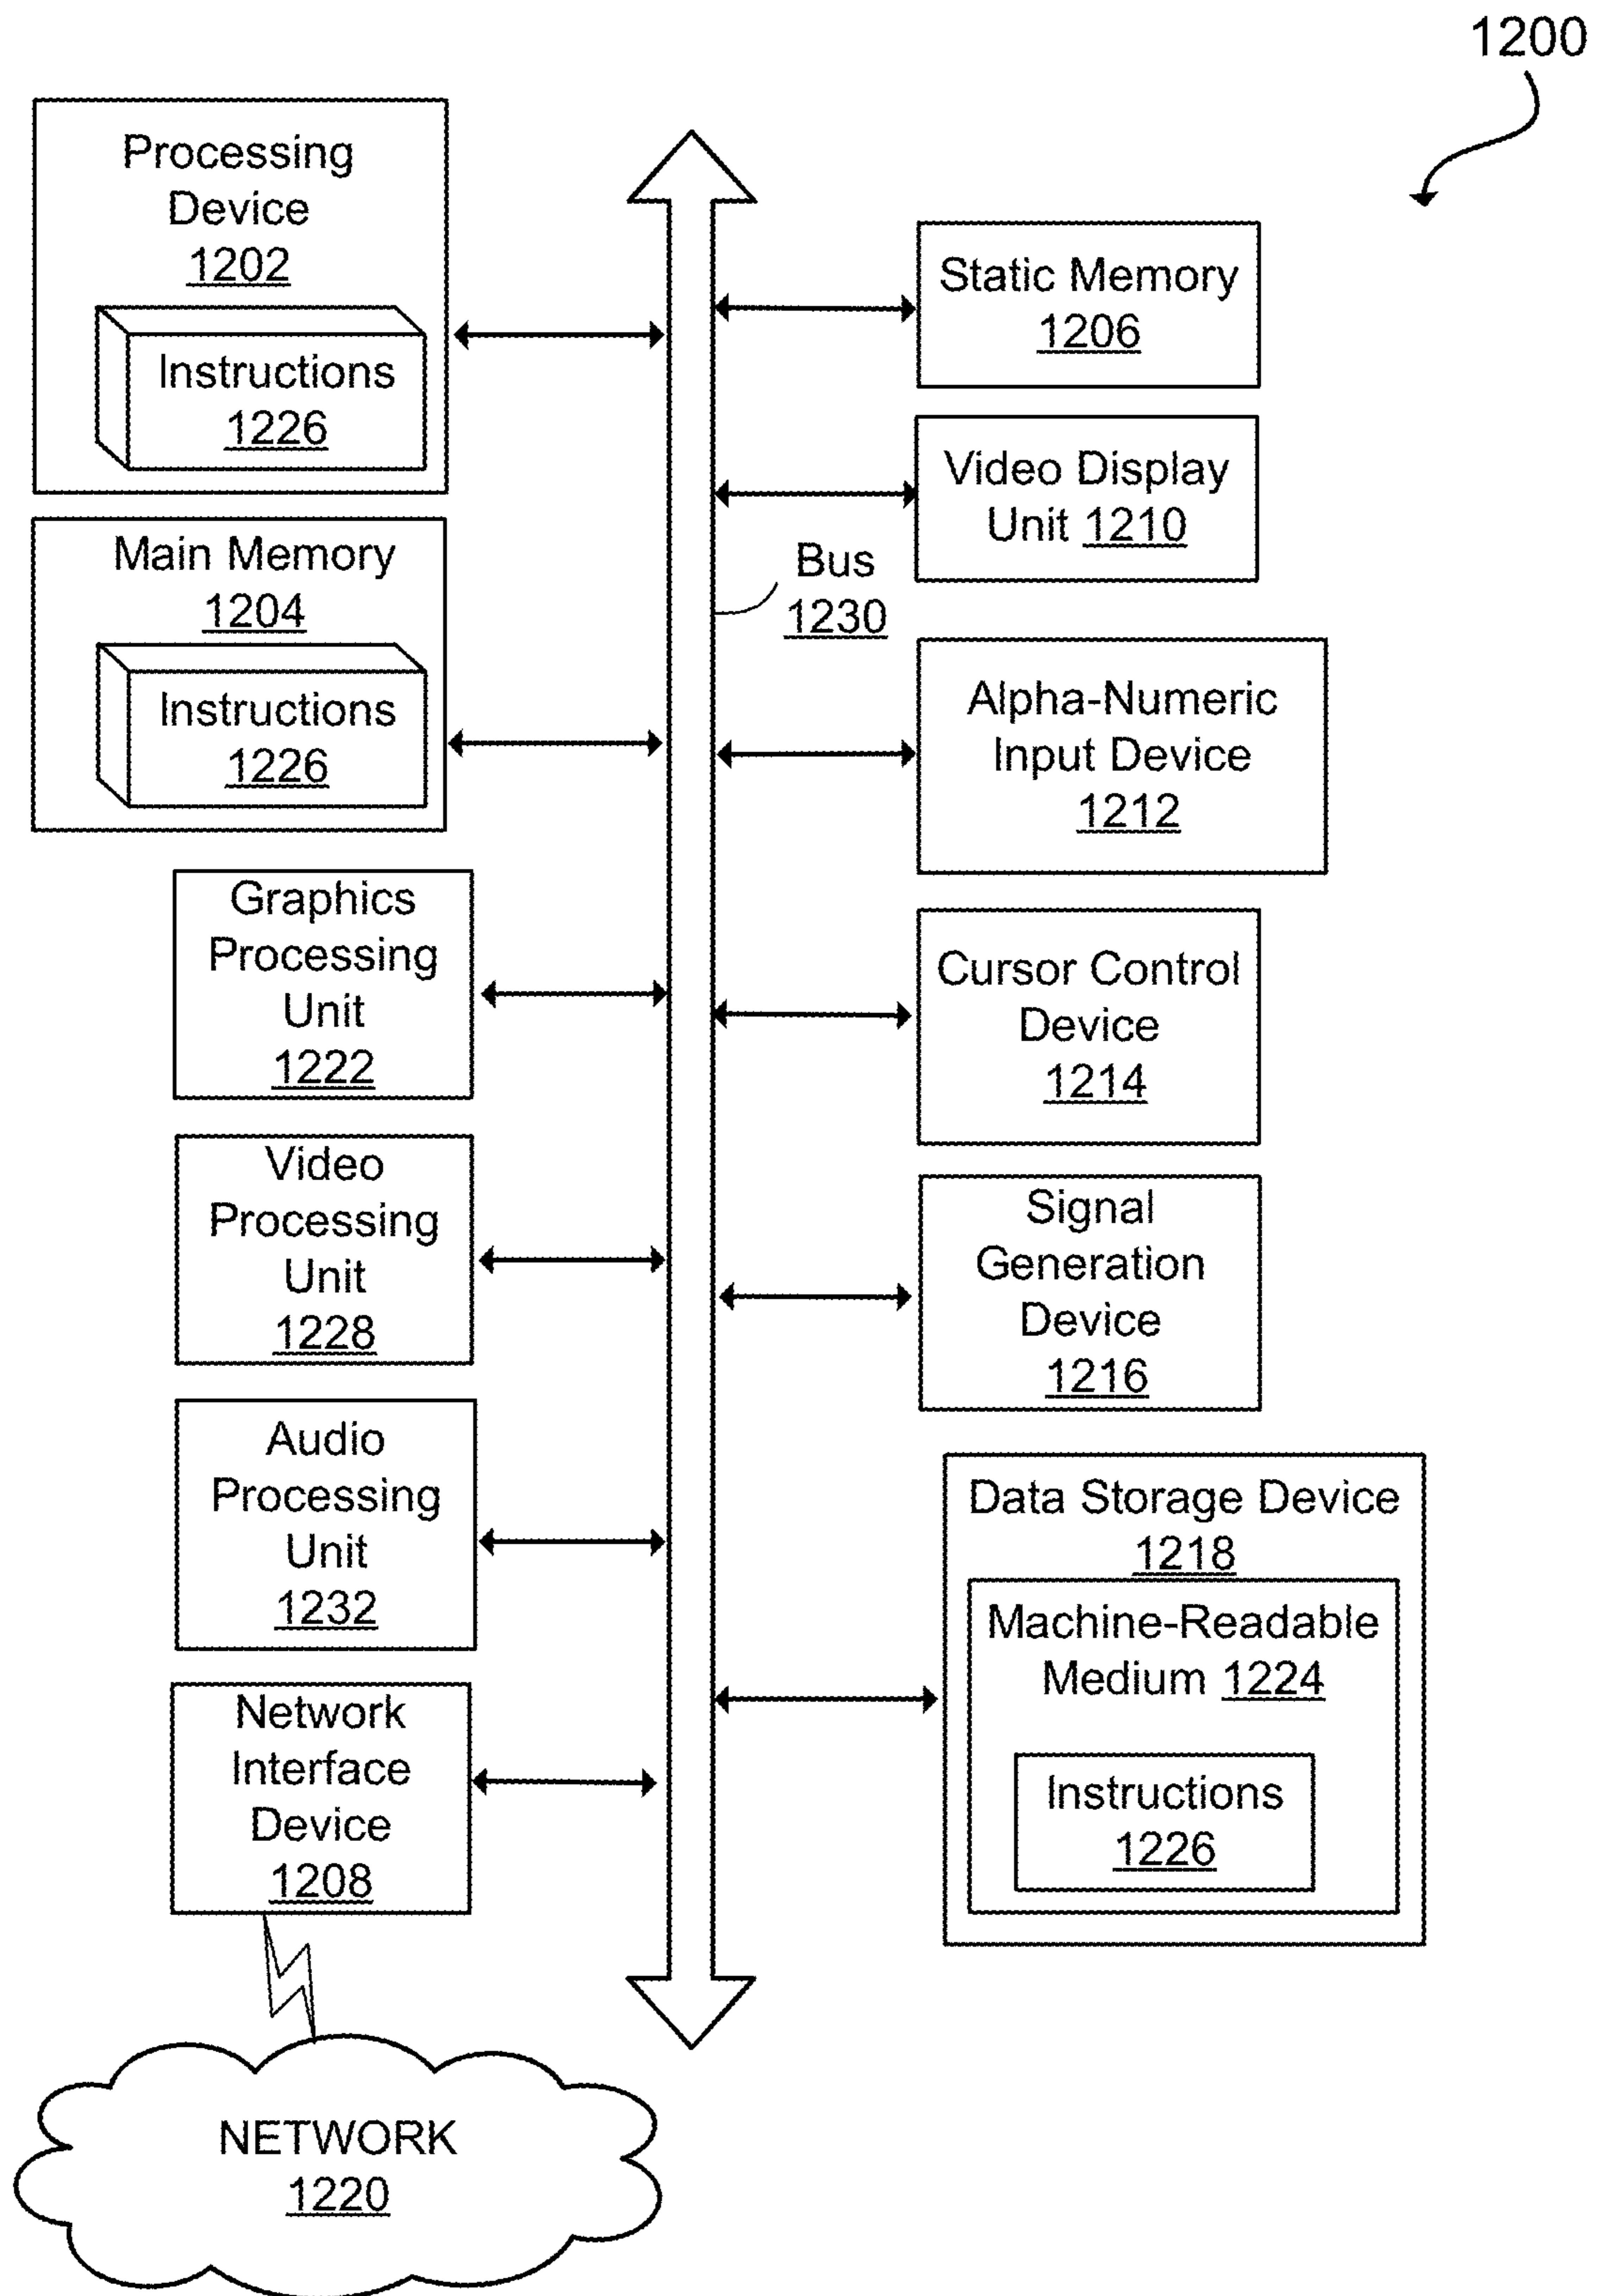 1200
Processing
Device
1202
Instructions
1226
Main Memory
1204
Instructions
1226
Graphics
Processing
Unit
1222
Video
Processing
Unit
1228
Audio
Processing
Unit
1232
Network
Interface
Device
1208
NETWORK
1220
Bus
1230
Static Memory
1206
Video Display
Unit 1210
Alpha-Numeric
Input Device
1212
Cursor Control
Device
1214
Signal
Generation
Device
1216
Data Storage Device
1218
Machine-Readable
Medium 1224
Instructions
1226